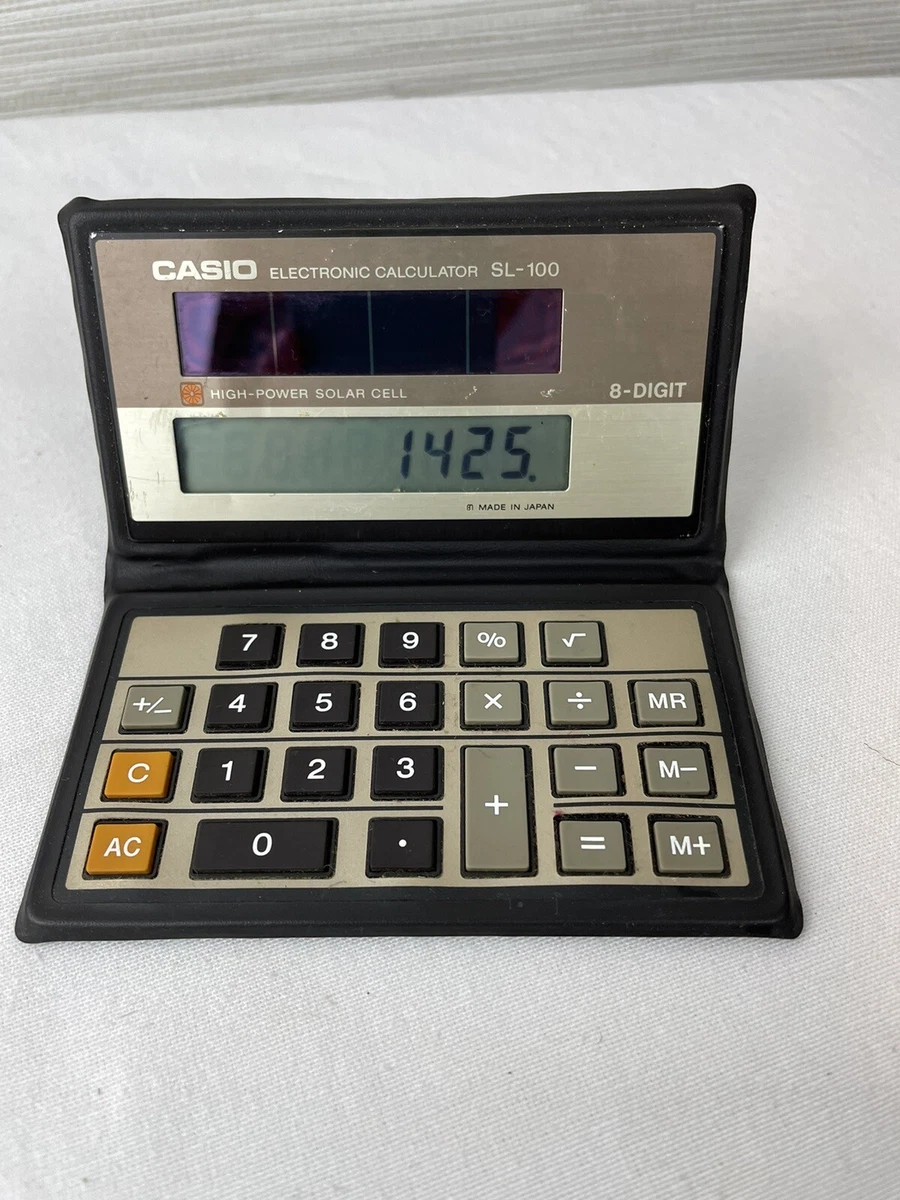 CASIO ELECTRONIC CALCULATOR SL-100
HIGH-POWER SOLAR CELL 8-DIGIT
1425.
MADE IN JAPAN
7 8 9 % √
+/− 4 5 6 × ÷ MR
C 1 2 3 + − M−
AC 0 · = M+